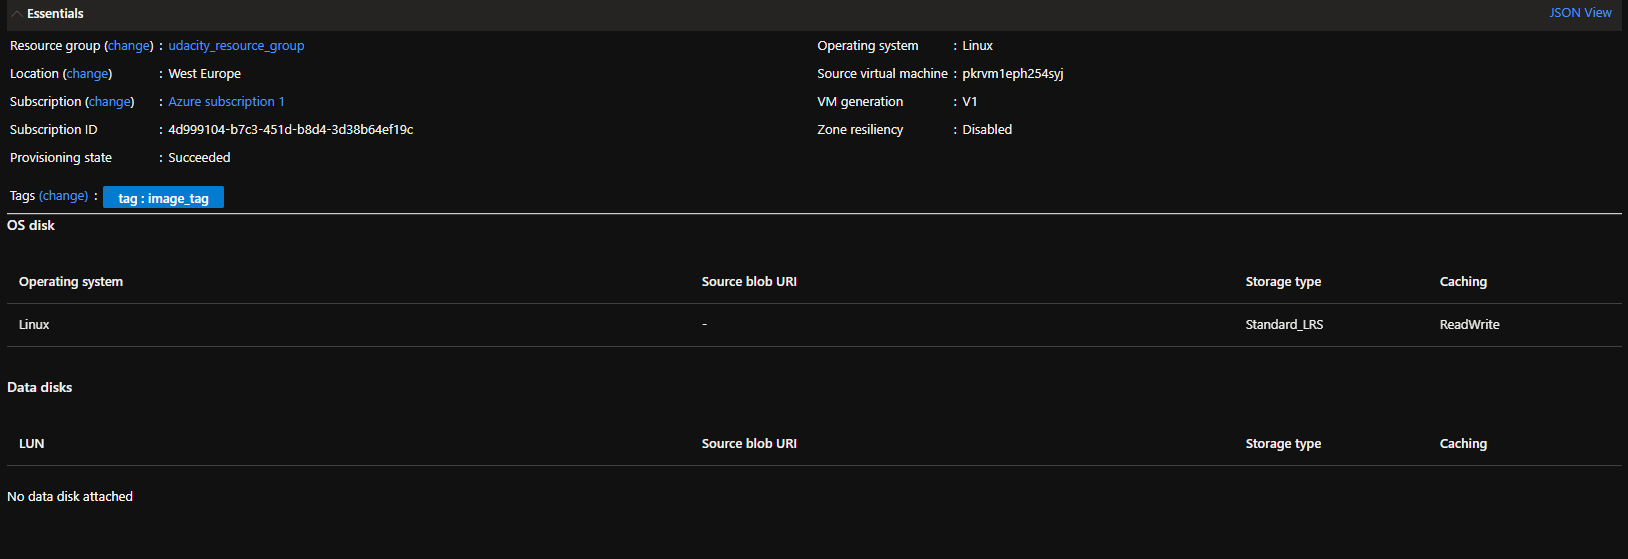 Essentials JSON View
Resource group (change) : udacity_resource_group Operating system : Linux
Location (change) : West Europe Source virtual machine : pkrvm1eph254syj
Subscription (change) : Azure subscription 1 VM generation : V1
Subscription ID : 4d999104-b7c3-451d-b8d4-3d38b64ef19c Zone resiliency : Disabled
Provisioning state : Succeeded
Tags (change) : tag : image_tag
OS disk
Operating system Source blob URI Storage type Caching
Linux - Standard_LRS ReadWrite
Data disks
LUN Source blob URI Storage type Caching
No data disk attached